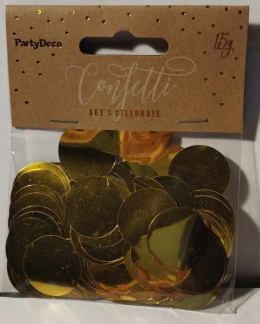 PartyDeco
15g
Confetti
LET'S CELEBRATE